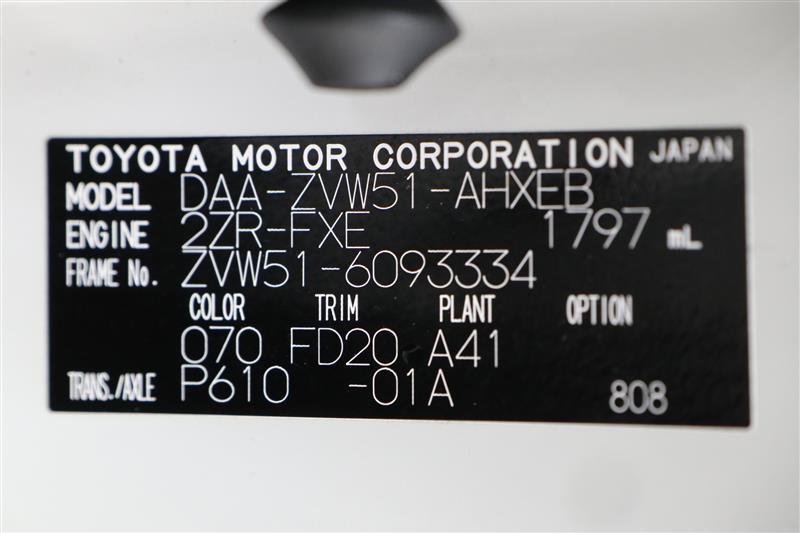 TOYOTA MOTOR CORPORATION JAPAN
MODEL DAA-ZVW51-AHXEB
ENGINE 2ZR-FXE 1797 mL
FRAME No. ZVW51-6093334
COLOR TRIM PLANT OPTION
070 FD20 A41
TRANS./AXLE P610 -01A 808